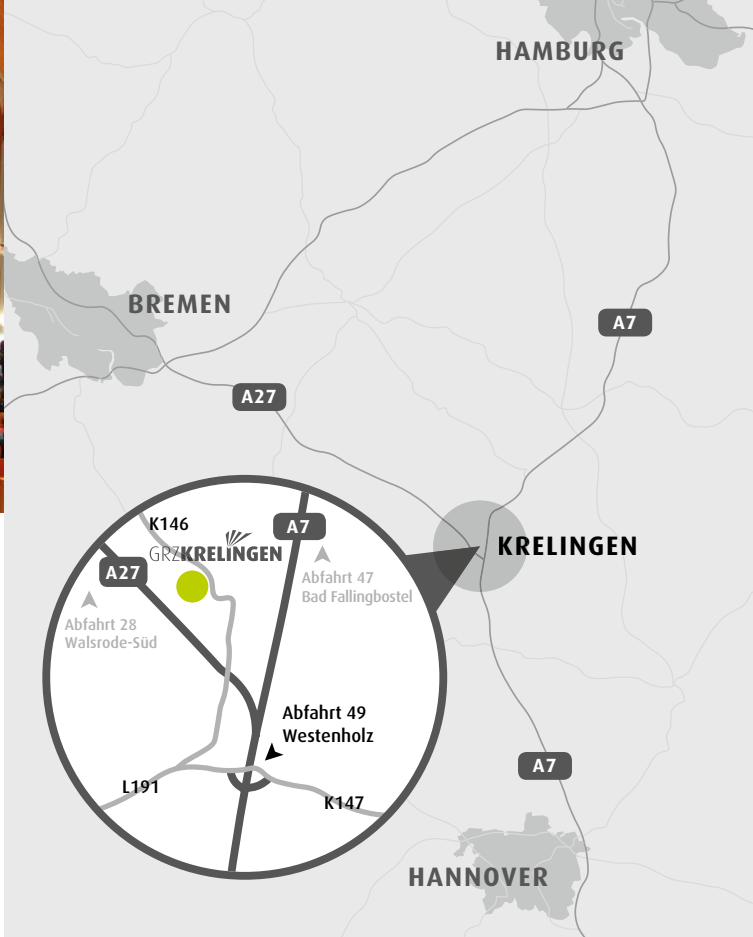 HAMBURG
BREMEN
A7
A27
K146
GRZKRELINGEN
A7
KRELINGEN
A27
Abfahrt 47
Bad Fallingbostel
Abfahrt 28
Walsrode-Süd
Abfahrt 49
Westenholz
A7
L191
K147
HANNOVER